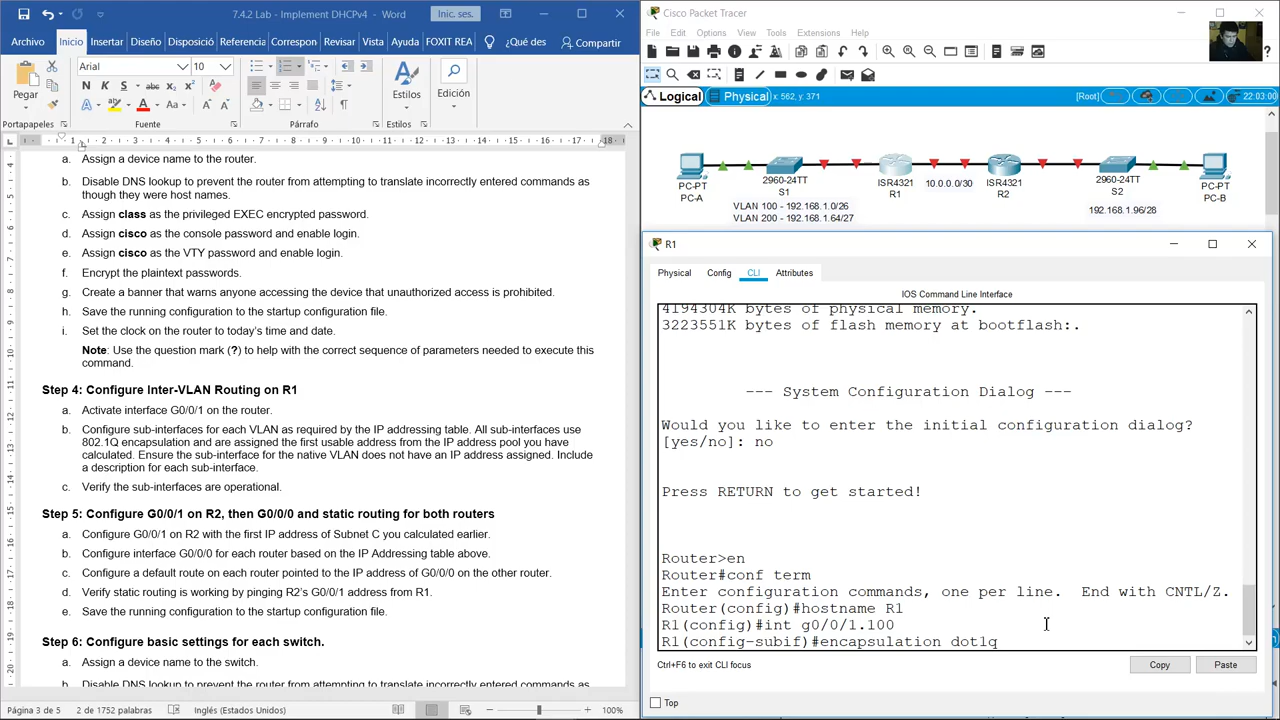 7.4.2 Lab - Implement DHCPv4 - Word
Inic. ses.
Archivo Inicio Insertar Diseño Disposició Referencia Correspon Revisar Vista Ayuda FOXIT REA ¿Qué des Compartir
Arial 10
Pegar
Estilos
Edición
Portapapeles Fuente Párrafo Estilos
a. Assign a device name to the router.
b. Disable DNS lookup to prevent the router from attempting to translate incorrectly entered commands as
though they were host names.
c. Assign class as the privileged EXEC encrypted password.
d. Assign cisco as the console password and enable login.
e. Assign cisco as the VTY password and enable login.
f. Encrypt the plaintext passwords.
g. Create a banner that warns anyone accessing the device that unauthorized access is prohibited.
h. Save the running configuration to the startup configuration file.
i. Set the clock on the router to today's time and date.
Note: Use the question mark (?) to help with the correct sequence of parameters needed to execute this
command.
Step 4: Configure Inter-VLAN Routing on R1
a. Activate interface G0/0/1 on the router.
b. Configure sub-interfaces for each VLAN as required by the IP addressing table. All sub-interfaces use
802.1Q encapsulation and are assigned the first usable address from the IP address pool you have
calculated. Ensure the sub-interface for the native VLAN does not have an IP address assigned. Include
a description for each sub-interface.
c. Verify the sub-interfaces are operational.
Step 5: Configure G0/0/1 on R2, then G0/0/0 and static routing for both routers
a. Configure G0/0/1 on R2 with the first IP address of Subnet C you calculated earlier.
b. Configure interface G0/0/0 for each router based on the IP Addressing table above.
c. Configure a default route on each router pointed to the IP address of G0/0/0 on the other router.
d. Verify static routing is working by pinging R2's G0/0/1 address from R1.
e. Save the running configuration to the startup configuration file.
Step 6: Configure basic settings for each switch.
a. Assign a device name to the switch.
b. Disable DNS lookup to prevent the router from attempting to translate incorrectly entered commands as
Página 3 de 5 2 de 1752 palabras Inglés (Estados Unidos) 100%
Cisco Packet Tracer
File Edit Options View Tools Extensions Help
Logical Physical x: 562, y: 371 [Root] 22:03:00
PC-PT
PC-A
2960-24TT
S1
ISR4321
R1
10.0.0.0/30
ISR4321
R2
2960-24TT
S2
PC-PT
PC-B
VLAN 100 - 192.168.1.0/26
VLAN 200 - 192.168.1.64/27
192.168.1.96/28
R1
Physical Config CLI Attributes
IOS Command Line Interface
4194304K bytes of physical memory.
3223551K bytes of flash memory at bootflash:.
--- System Configuration Dialog ---
Would you like to enter the initial configuration dialog?
[yes/no]: no
Press RETURN to get started!
Router>en
Router#conf term
Enter configuration commands, one per line. End with CNTL/Z.
Router(config)#hostname R1
R1(config)#int g0/0/1.100
R1(config-subif)#encapsulation dot1q
Ctrl+F6 to exit CLI focus
Copy Paste
Top